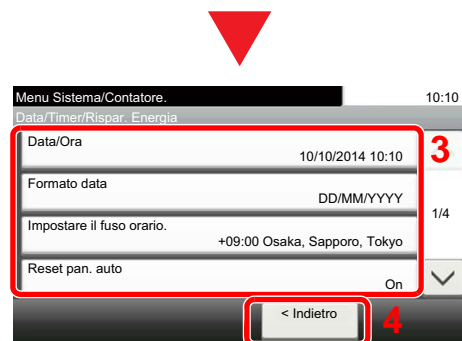 Menu Sistema/Contatore. 10:10
Data/Timer/Rispar. Energia
Data/Ora
10/10/2014 10:10
3
Formato data
DD/MM/YYYY
1/4
Impostare il fuso orario.
+09:00 Osaka, Sapporo, Tokyo
Reset pan. auto
On
< Indietro
4